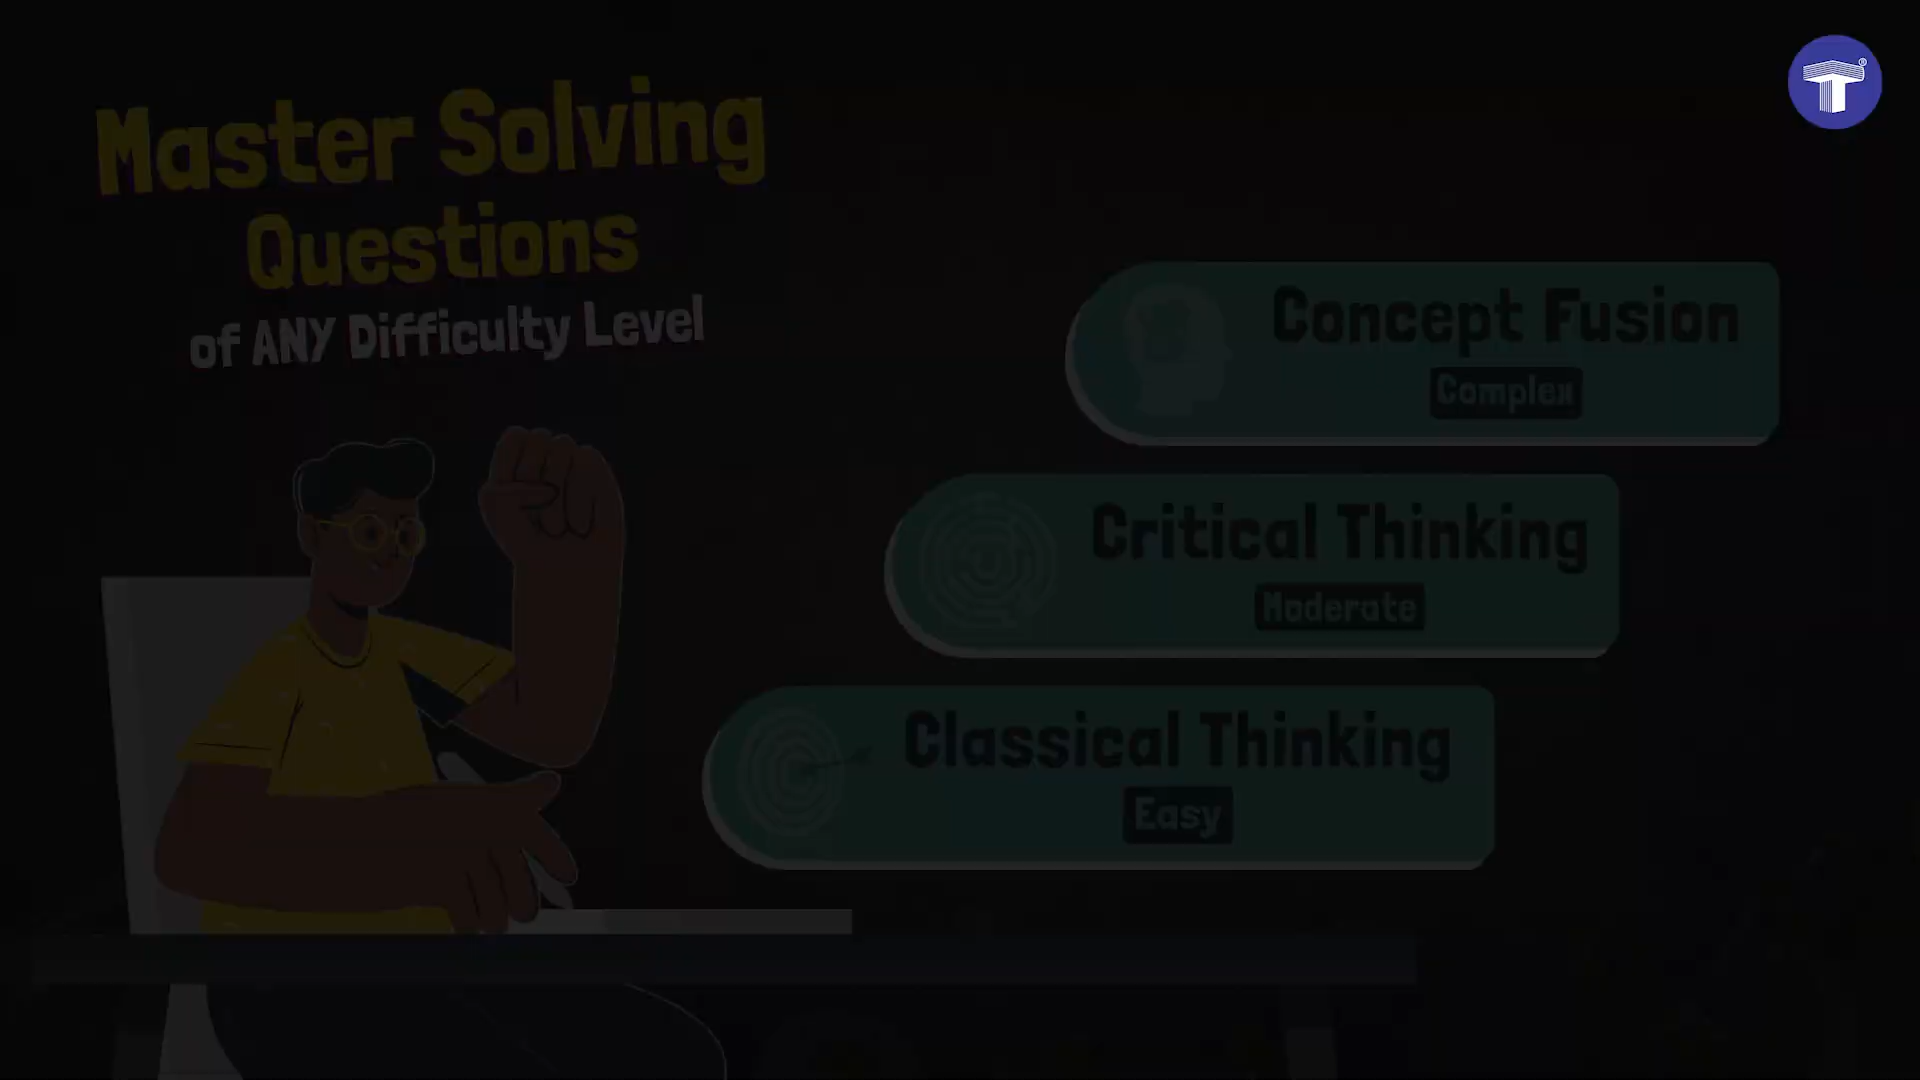 Master Solving
Questions
of ANY Difficulty Level
Concept Fusion
Complex
Critical Thinking
Moderate
Classical Thinking
Easy